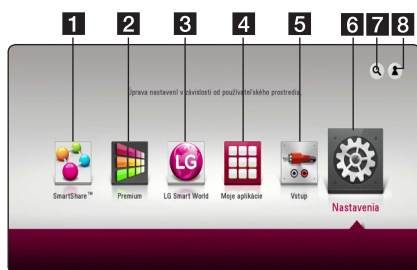 1 2 3 4 5 6 7 8
Úprava nastavení v závislosti od používateľského prostredia.
LG
SmartShare™ Premium LG Smart World Moje aplikácie Vstup Nastavenia